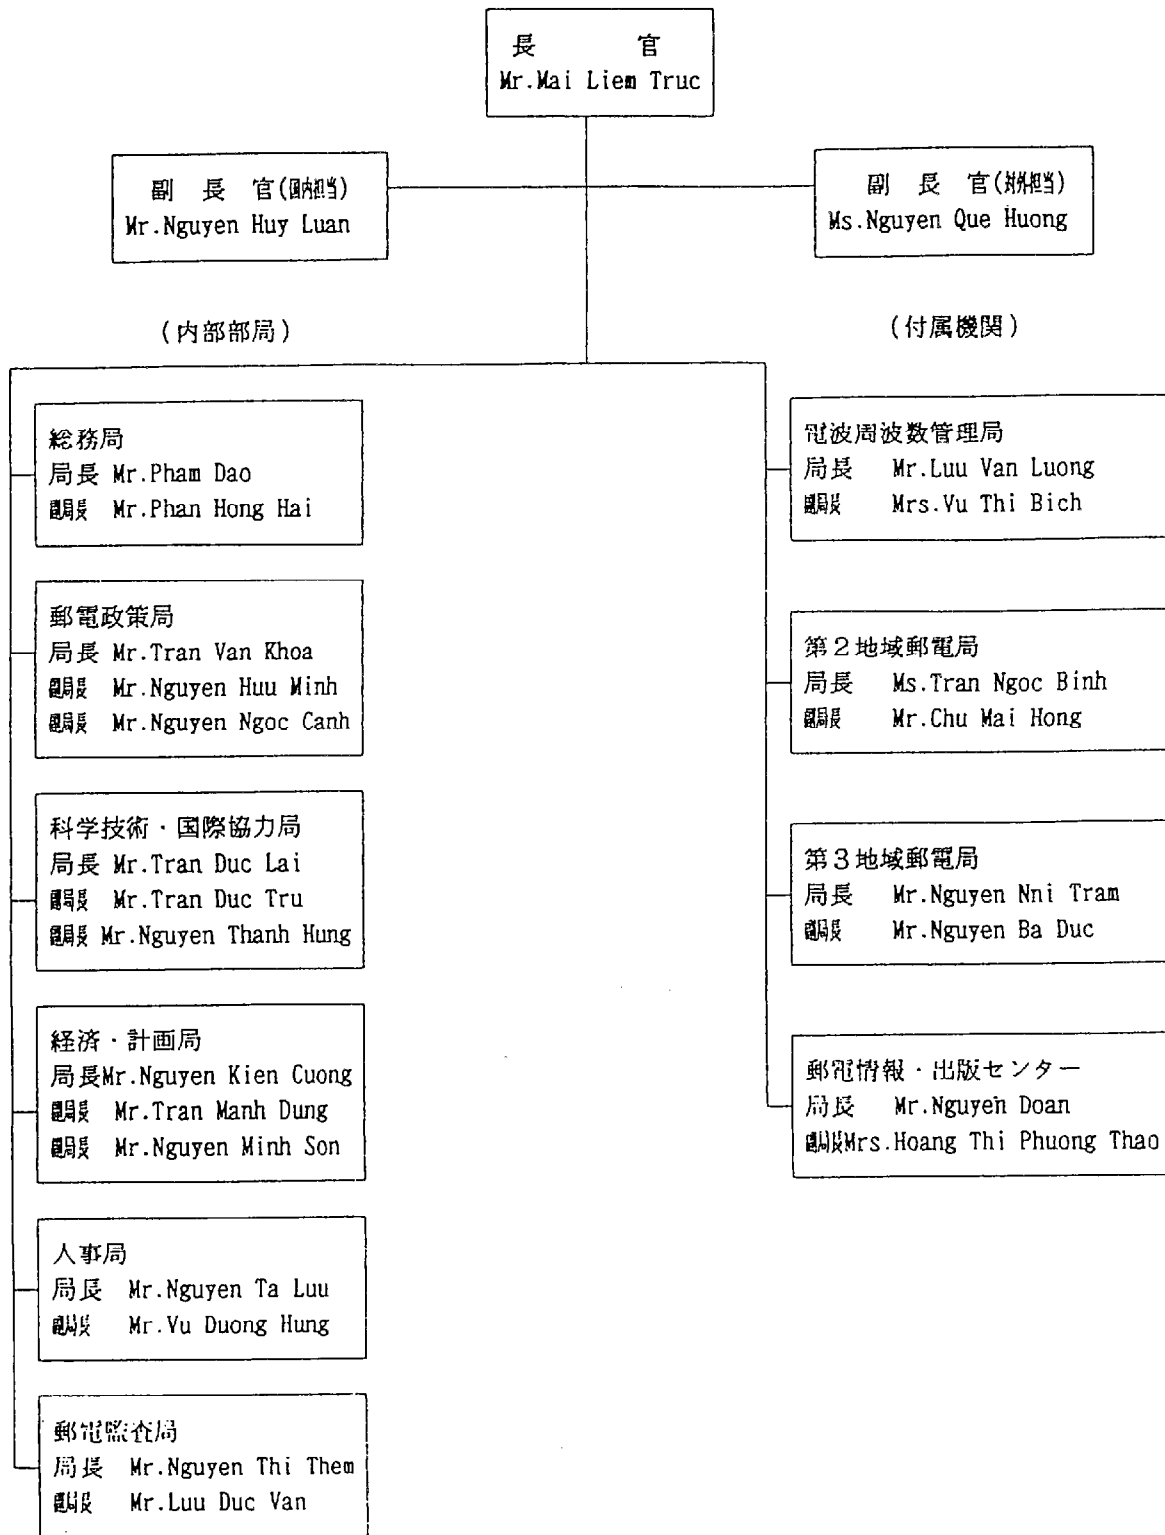 長　　　官
Mr.Mai Liem Truc
副　長　官(国内担当)
Mr.Nguyen Huy Luan
副　長　官(対外担当)
Ms.Nguyen Que Huong
(内部部局)
総務局
局長 Mr.Pham Dao
副局長 Mr.Phan Hong Hai
郵電政策局
局長 Mr.Tran Van Khoa
副局長 Mr.Nguyen Huu Minh
副局長 Mr.Nguyen Ngoc Canh
科学技術・国際協力局
局長 Mr.Tran Duc Lai
副局長 Mr.Tran Duc Tru
副局長 Mr.Nguyen Thanh Hung
経済・計画局
局長Mr.Nguyen Kien Cuong
副局長 Mr.Tran Manh Dung
副局長 Mr.Nguyen Minh Son
人事局
局長 Mr.Nguyen Ta Luu
副局長 Mr.Vu Duong Hung
郵電監査局
局長 Mr.Nguyen Thi Them
副局長 Mr.Luu Duc Van
(付属機関)
電波周波数管理局
局長 Mr.Luu Van Luong
副局長 Mrs.Vu Thi Bich
第2地域郵電局
局長 Ms.Tran Ngoc Binh
副局長 Mr.Chu Mai Hong
第3地域郵電局
局長 Mr.Nguyen Nni Tram
副局長 Mr.Nguyen Ba Duc
郵電情報・出版センター
局長 Mr.Nguyen Doan
副局長Mrs.Hoang Thi Phuong Thao